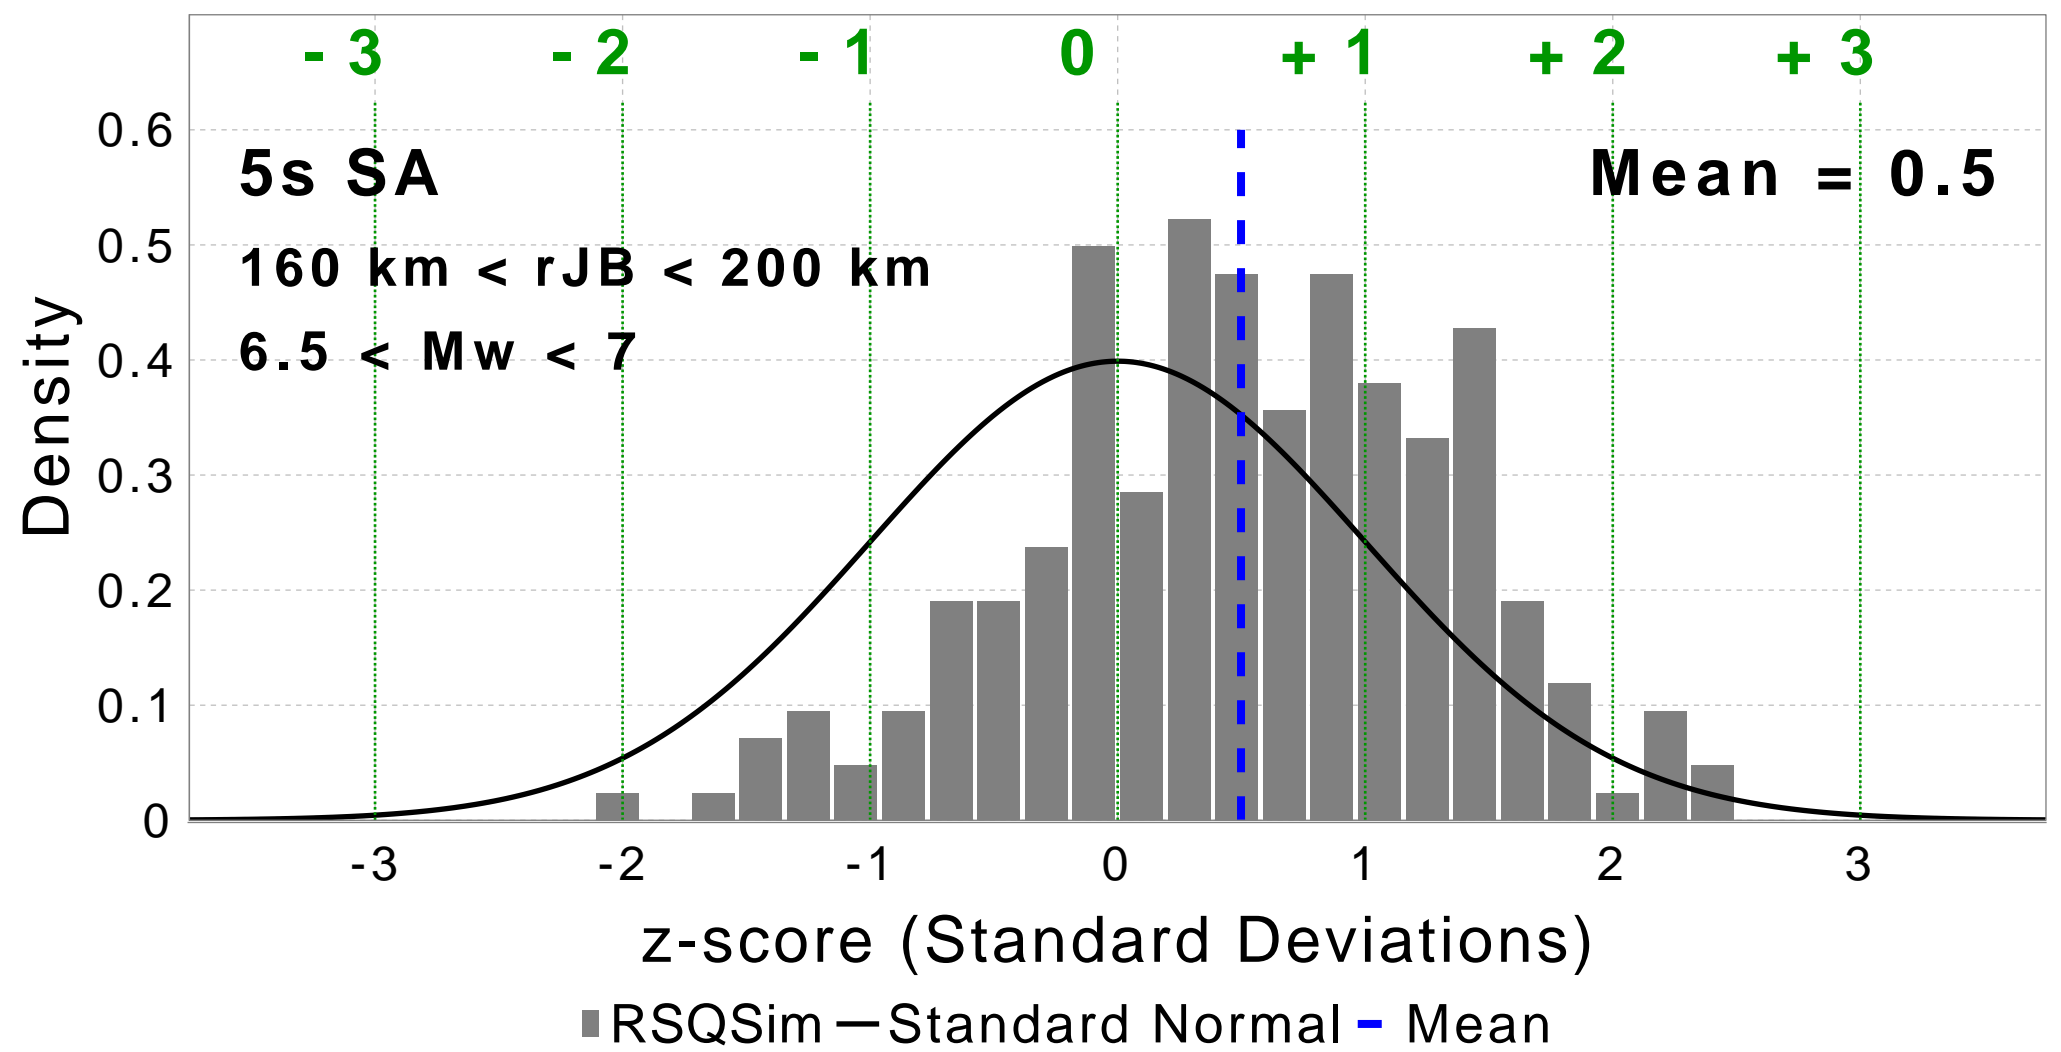 - 3 - 2 - 1 0 + 1 + 2 + 3
0.6
5s SA
Mean = 0.5
0.5
160 km < rJB < 200 km
6.5 < Mw < 7
0.4
Density
0.3
0.2
0.1
0
-3 -2 -1 0 1 2 3
z-score (Standard Deviations)
RSQSim Standard Normal Mean